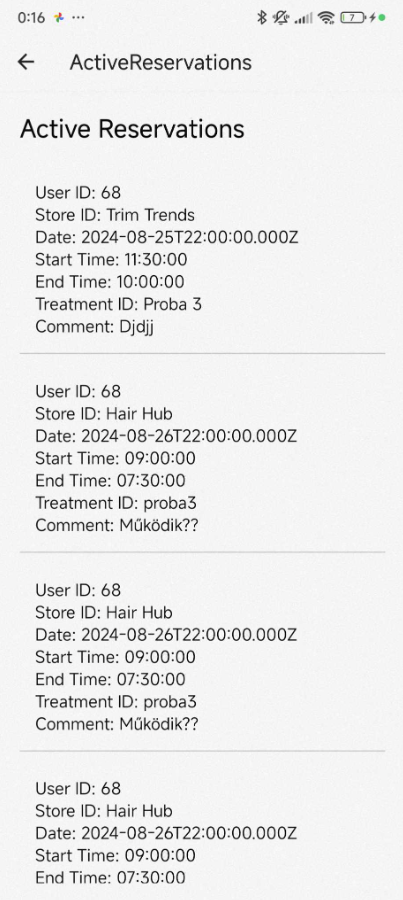 0:16
7
ActiveReservations
Active Reservations
User ID: 68
Store ID: Trim Trends
Date: 2024-08-25T22:00:00.000Z
Start Time: 11:30:00
End Time: 10:00:00
Treatment ID: Proba 3
Comment: Djdjj
User ID: 68
Store ID: Hair Hub
Date: 2024-08-26T22:00:00.000Z
Start Time: 09:00:00
End Time: 07:30:00
Treatment ID: proba3
Comment: Működik??
User ID: 68
Store ID: Hair Hub
Date: 2024-08-26T22:00:00.000Z
Start Time: 09:00:00
End Time: 07:30:00
Treatment ID: proba3
Comment: Működik??
User ID: 68
Store ID: Hair Hub
Date: 2024-08-26T22:00:00.000Z
Start Time: 09:00:00
End Time: 07:30:00